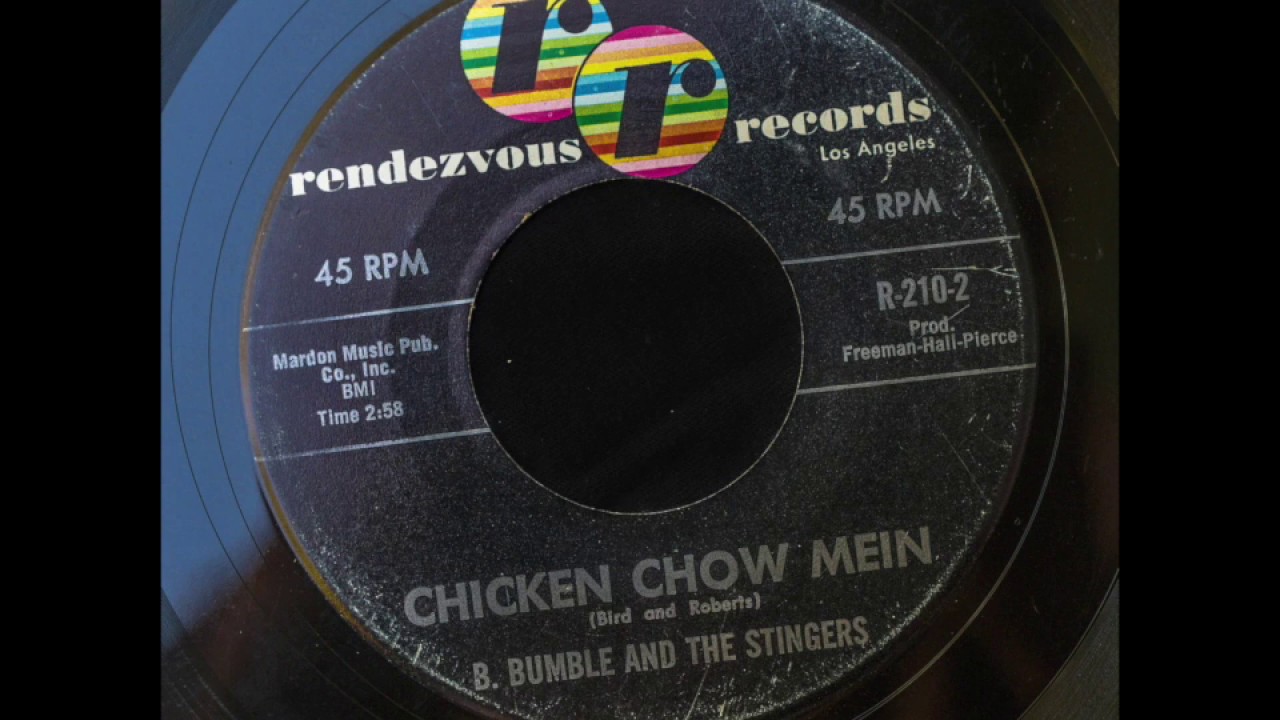 r r
rendezvous records
Los Angeles
45 RPM
45 RPM
R-210-2
Prod.
Freeman-Hall-Pierce
Mardon Music Pub.
Co., Inc.
BMI
Time 2:58
CHICKEN CHOW MEIN
(Bird and Roberts)
B. BUMBLE AND THE STINGERS